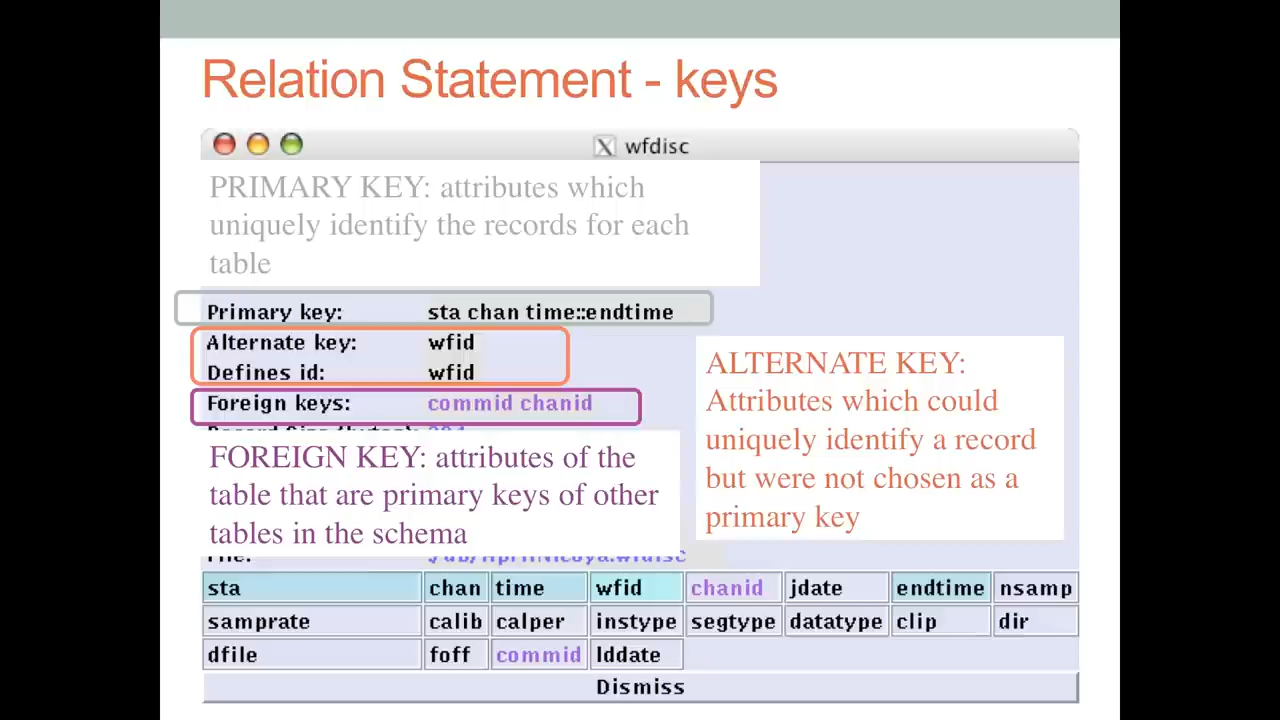 Relation Statement - keys
X wfdisc
PRIMARY KEY: attributes which
uniquely identify the records for each
table
Primary key: sta chan time::endtime
Alternate key: wfid
Defines id: wfid
Foreign keys: commid chanid
ALTERNATE KEY:
Attributes which could
uniquely identify a record
but were not chosen as a
primary key
FOREIGN KEY: attributes of the
table that are primary keys of other
tables in the schema
sta chan time wfid chanid jdate endtime nsamp
samprate calib calper instype segtype datatype clip dir
dfile foff commid lddate
Dismiss